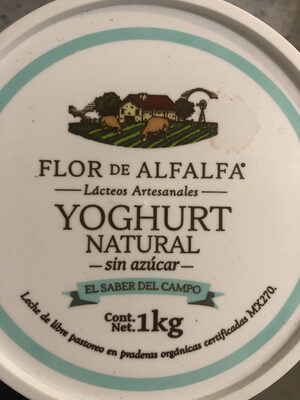 FLOR DE ALFALFA®
Lácteos Artesanales
YOGHURT
NATURAL
sin azúcar
EL SABER DEL CAMPO
Cont. Net. 1kg
Leche de libre pastoreo en praderas orgánicas certificadas MX270.